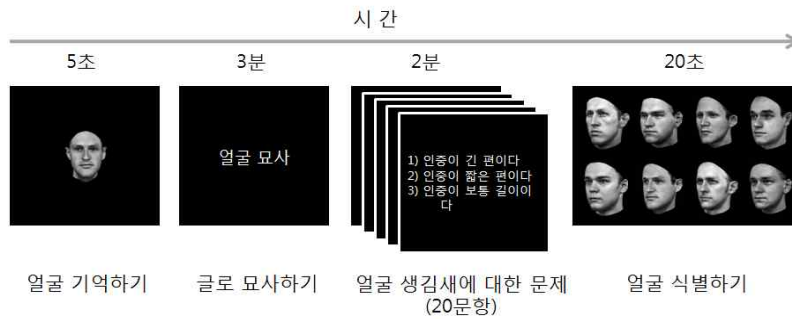 시 간
5초
3분
2분
20초
얼굴 묘사
1) 인중이 긴 편이다
2) 인중이 짧은 편이다
3) 인중이 보통 길이이
다
얼굴 기억하기
글로 묘사하기
얼굴 생김새에 대한 문제
(20문항)
얼굴 식별하기